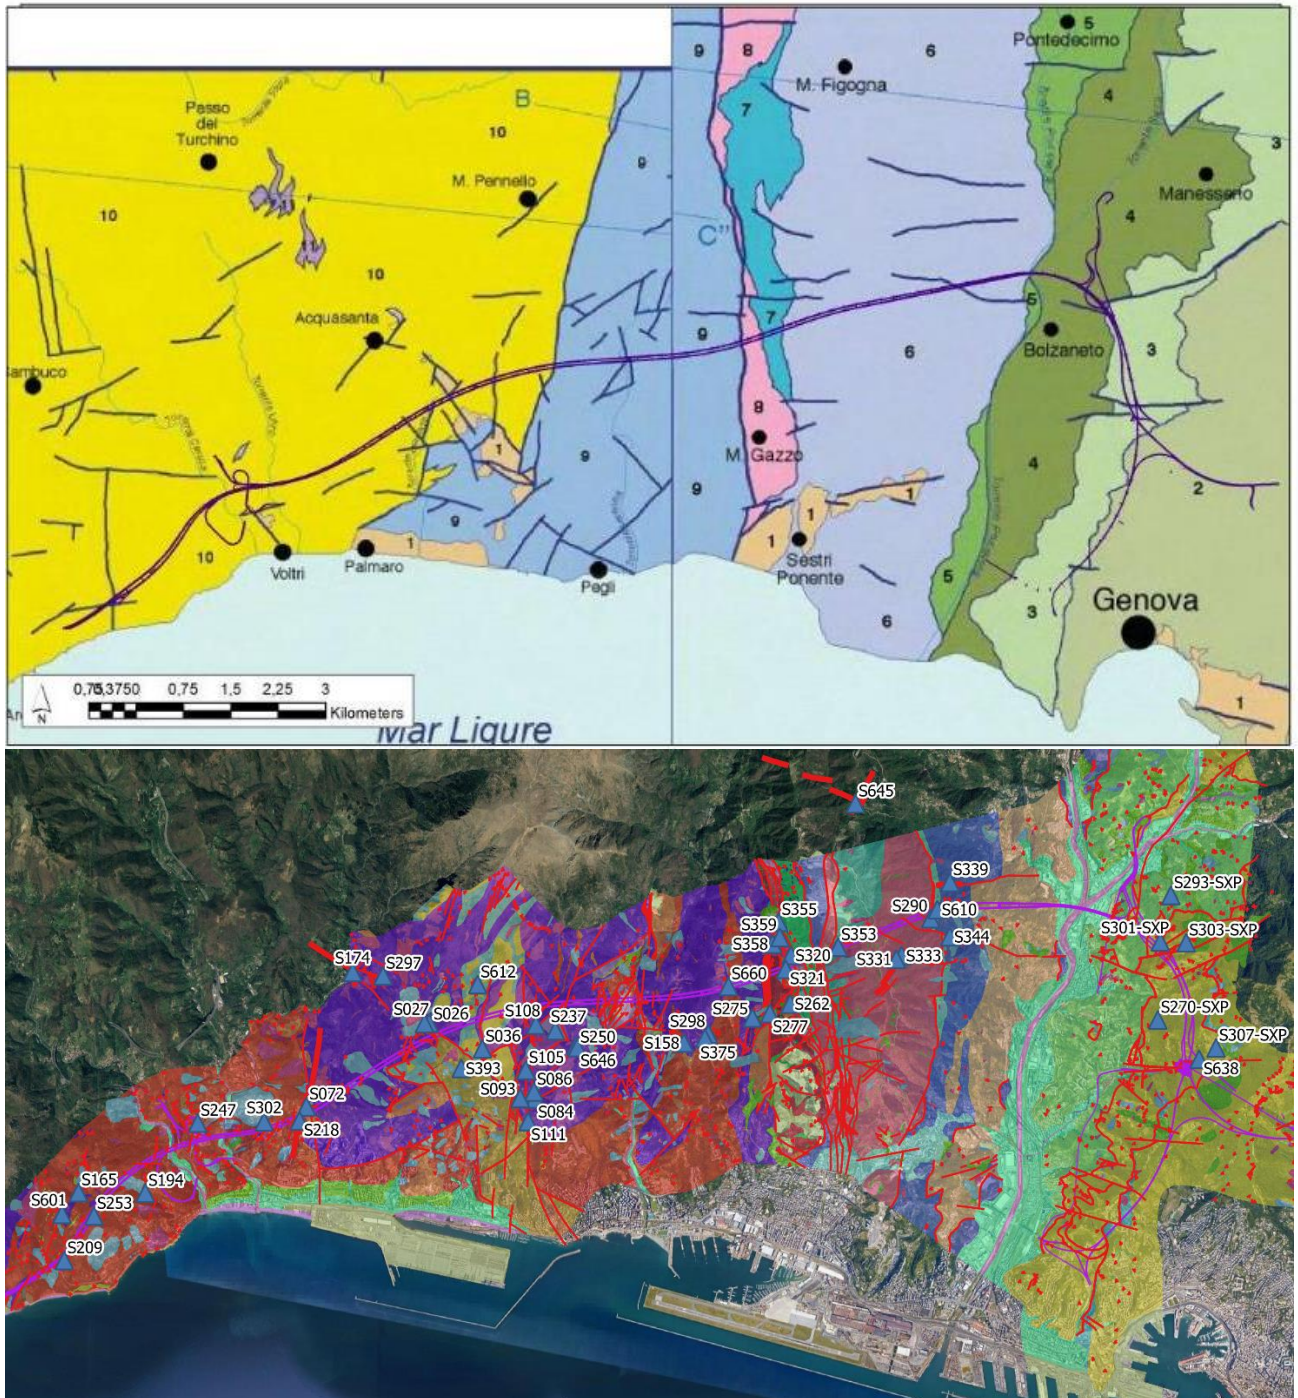 5
Pontedecimo
9
8
6
M. Figogna
4
B
Passo
del
Turchino
10
7
9
3
M. Pennello
Manesseno
10
4
C"
10
Acquasanta
5
7
9
6
Bolzaneto
3
8
M. Gazzo
1
9
4
2
9
1
9
1
1
Sestri
Ponente
10
Voltri
Palmaro
1
Pegli
5
3
Genova
6
0,75
1,5
2,25
3
Kilometers
N
1
Mar Ligure
S645
S339
S293-SXP
S355
S290
S610
S359
S301-SXP
S303-SXP
S358
S353
S344
S174
S297
S320
S331
S333
S612
S660
S321
S027
S026
S108
S237
S275
S262
S270-SXP
S036
S250
S298
S277
S307-SXP
S105
S646
S158
S375
S638
S393
S086
S072
S093
S247
S302
S084
S218
S111
S165
S194
S601
S253
S209